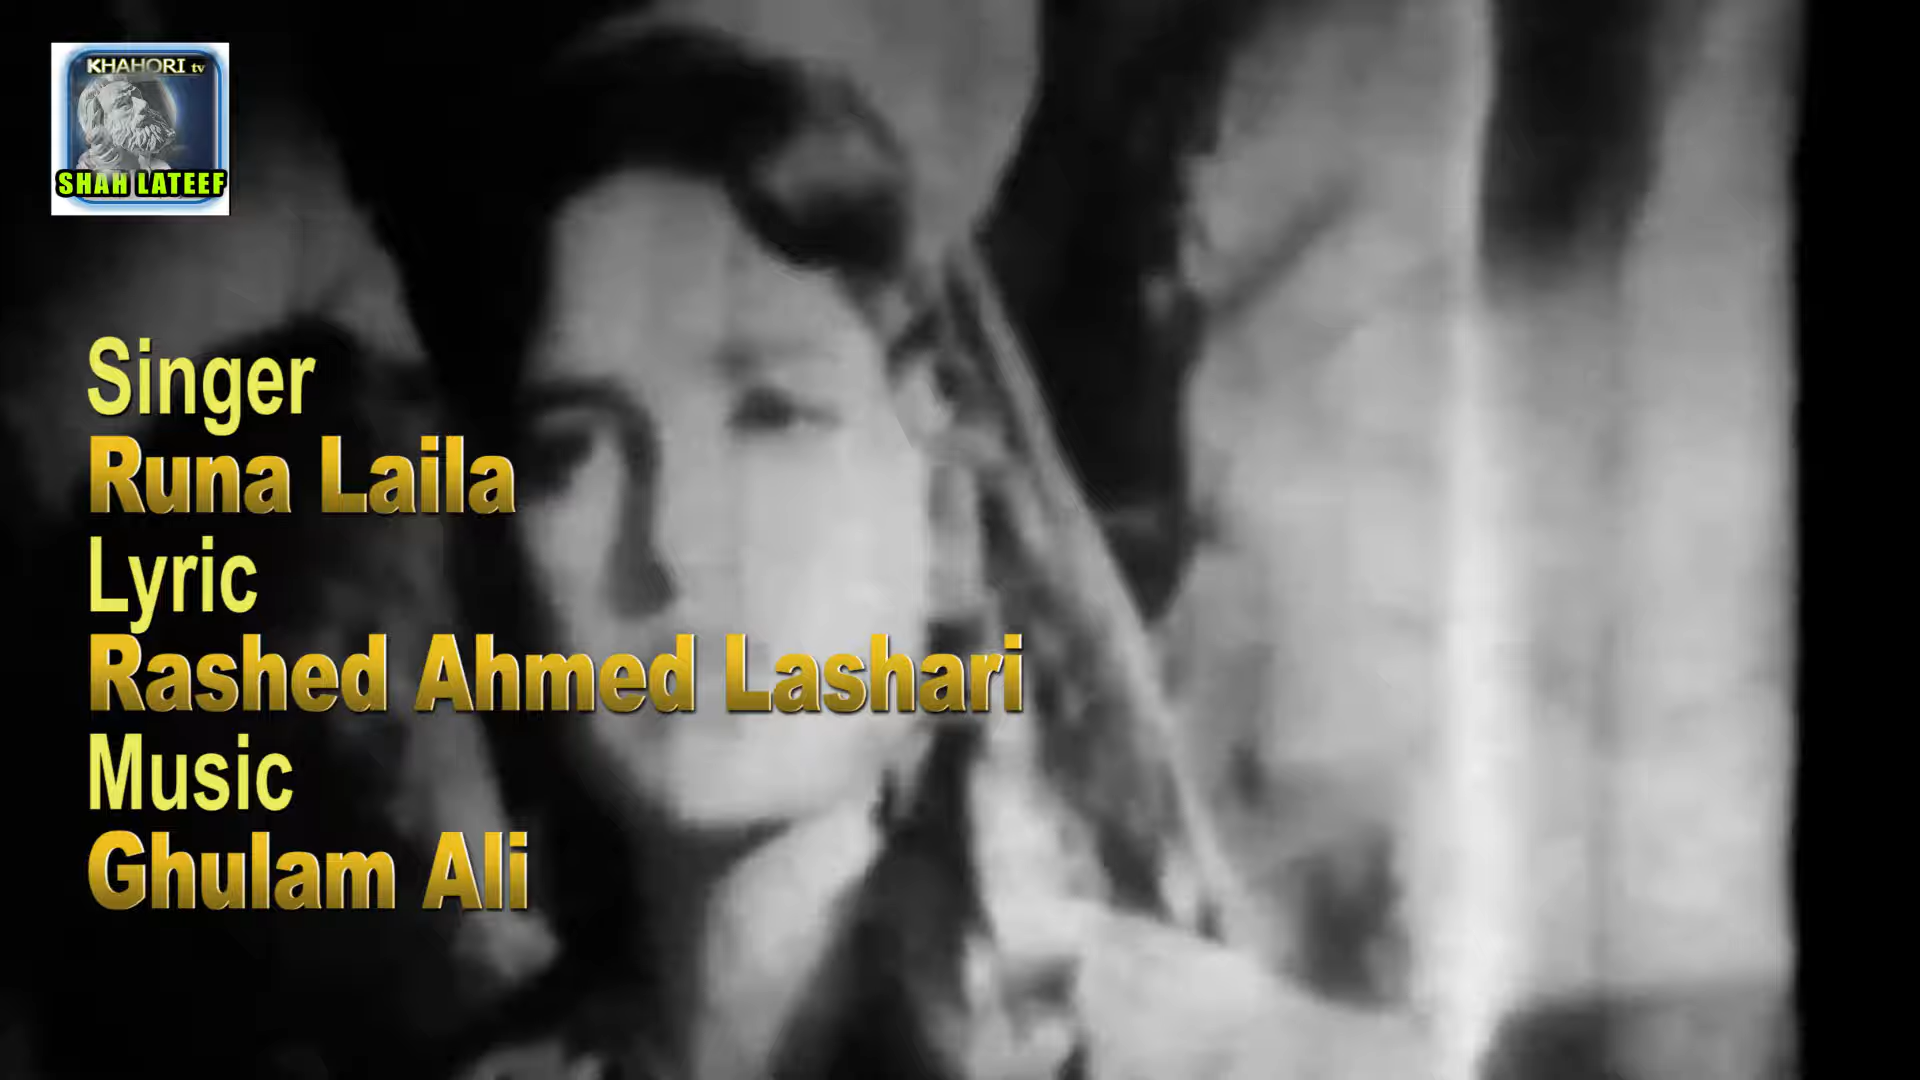 KHAHORI tv
SHAH LATEEF
Singer
Runa Laila
Lyric
Rashed Ahmed Lashari
Music
Ghulam Ali